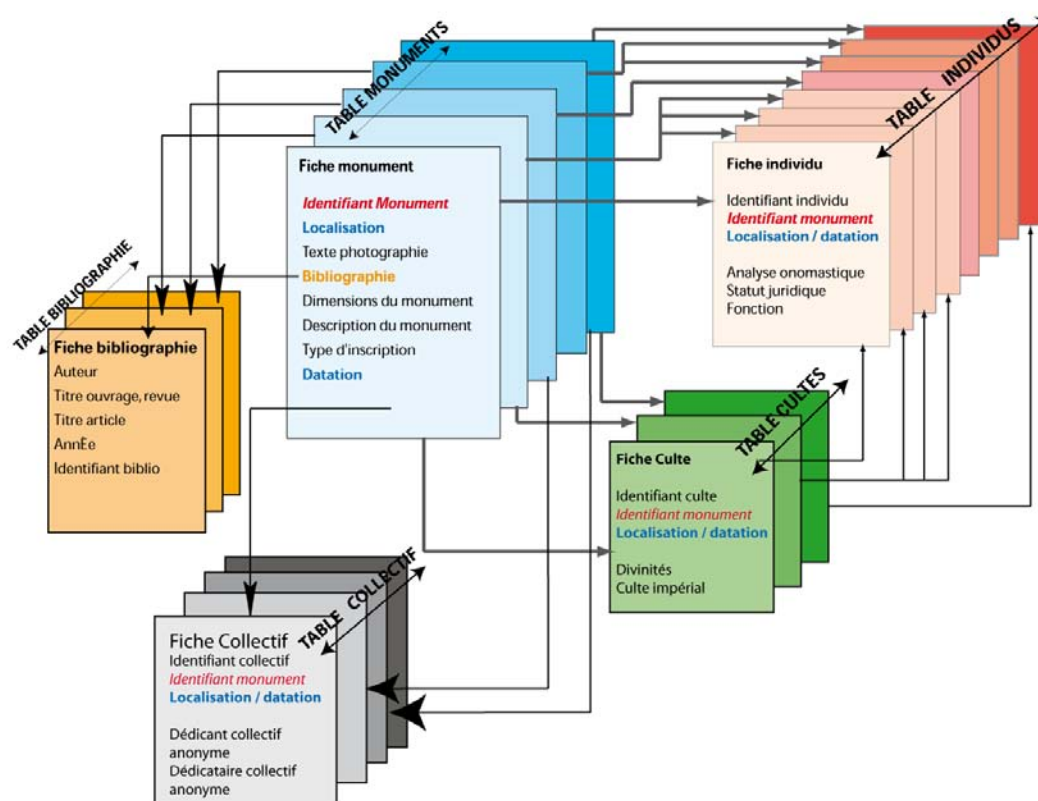 TABLE MONUMENTS
Fiche monument
Identifiant Monument
Localisation
Texte photographie
Bibliographie
Dimensions du monument
Description du monument
Type d'inscription
Datation
TABLE INDIVIDUS
Fiche individu
Identifiant individu
Identifiant monument
Localisation / datation
Analyse onomastique
Statut juridique
Fonction
TABLE BIBLIOGRAPHIE
Fiche bibliographie
Auteur
Titre ouvrage, revue
Titre article
AnnEe
Identifiant biblio
TABLE CULTES
Fiche Culte
Identifiant culte
Identifiant monument
Localisation / datation
Divinités
Culte impérial
TABLE COLLECTIF
Fiche Collectif
Identifiant collectif
Identifiant monument
Localisation / datation
Dédicant collectif
anonyme
Dédicataire collectif
anonyme